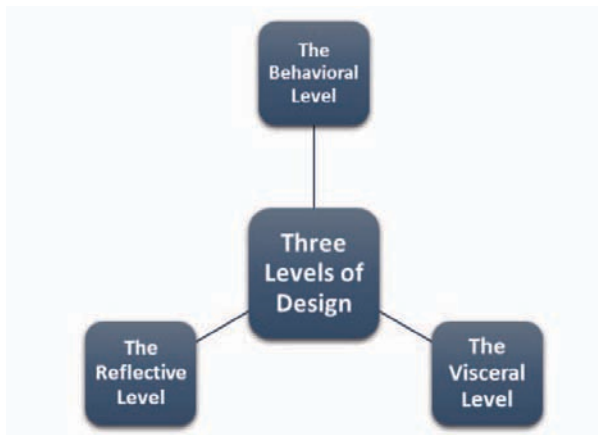 The
Behavioral
Level
Three
Levels of
Design
The
Reflective
Level
The
Visceral
Level